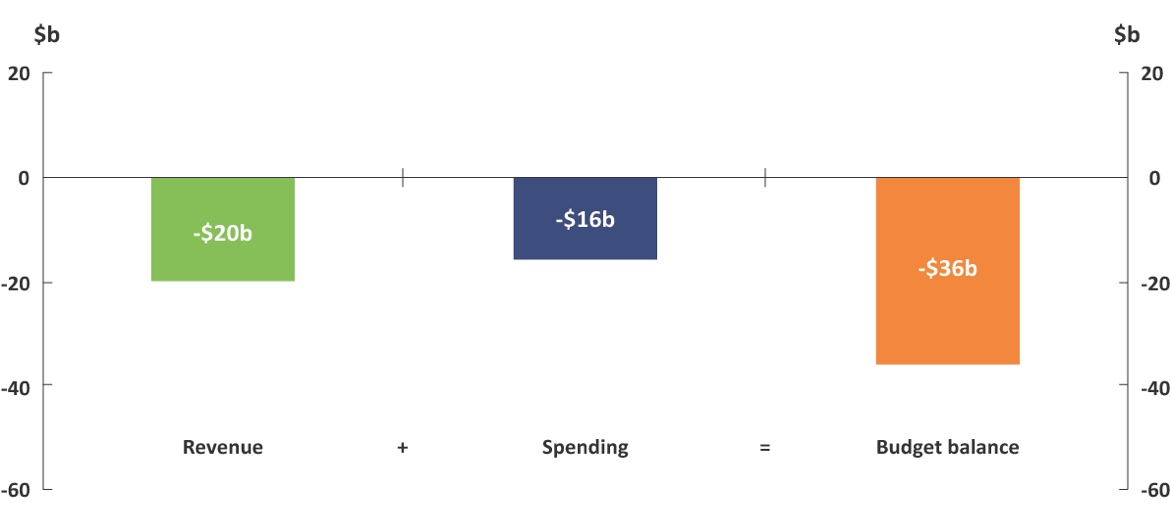 $b
$b
20
20
0
0
-$20b
-$16b
-$36b
-20
-20
-40
-40
Revenue + Spending = Budget balance
-60
-60